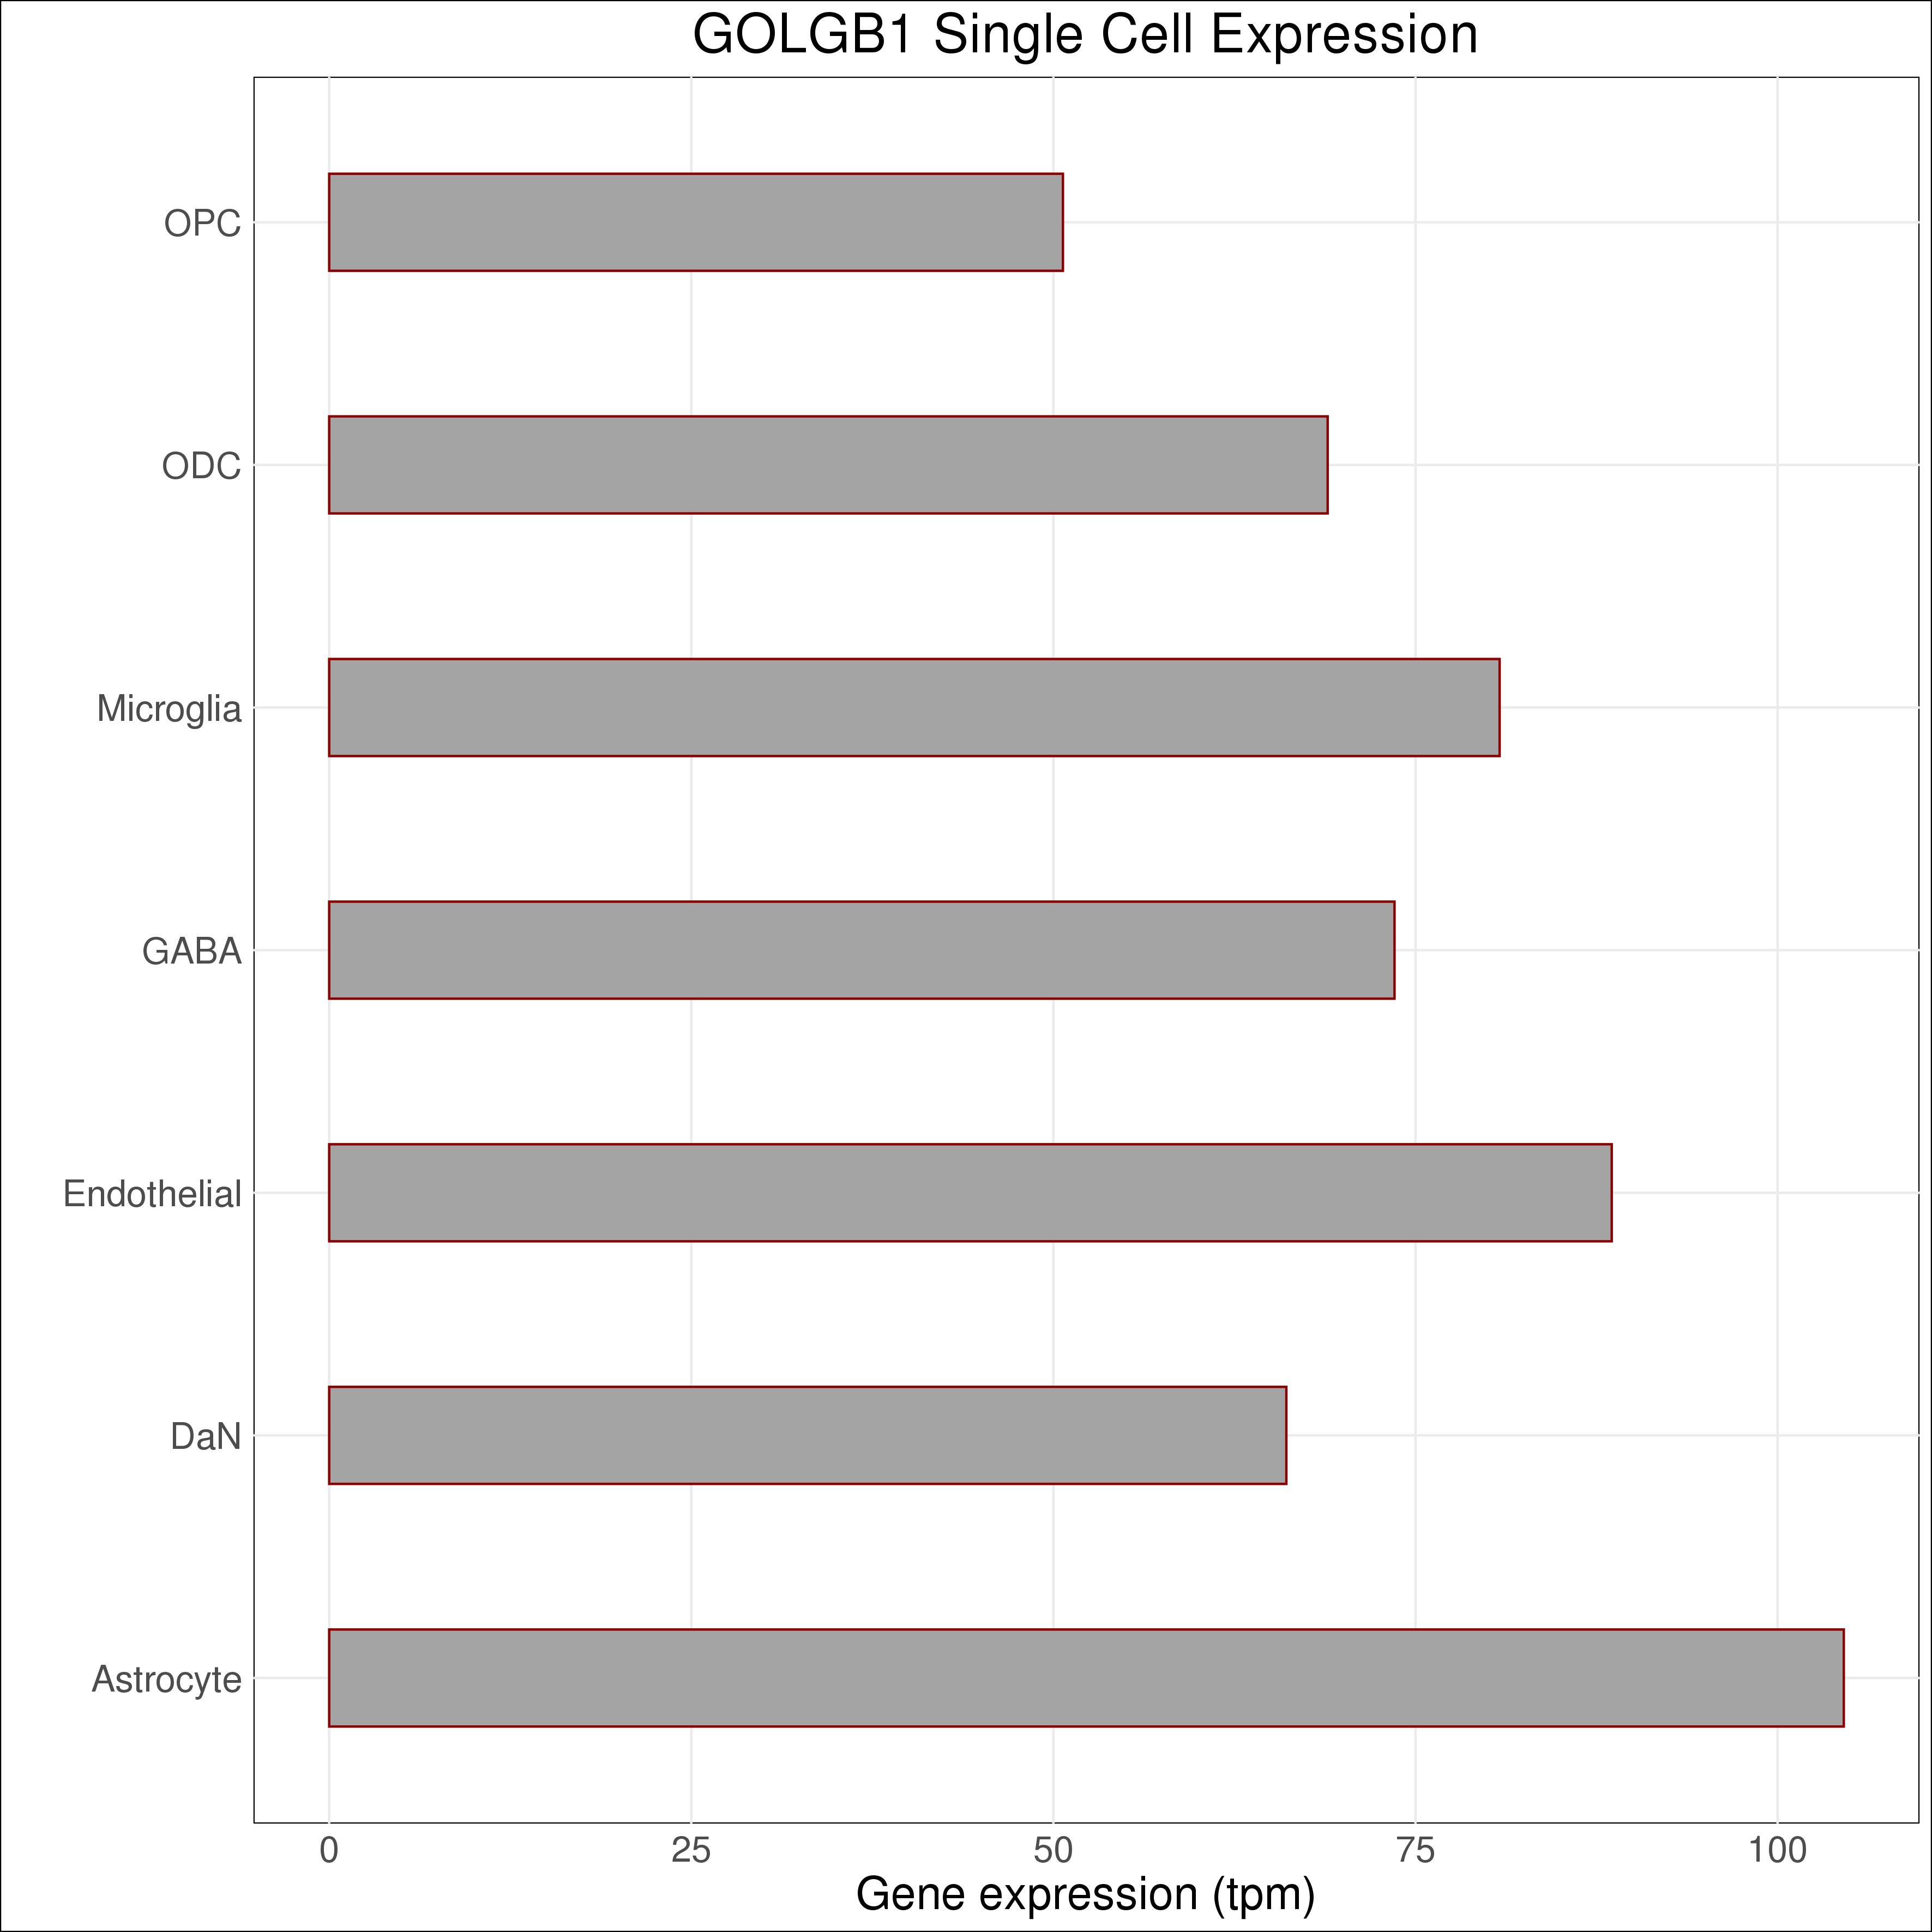 GOLGB1 Single Cell Expression
OPC
ODC
Microglia
GABA
Endothelial
DaN
Astrocyte
0 25 50 75 100
Gene expression (tpm)